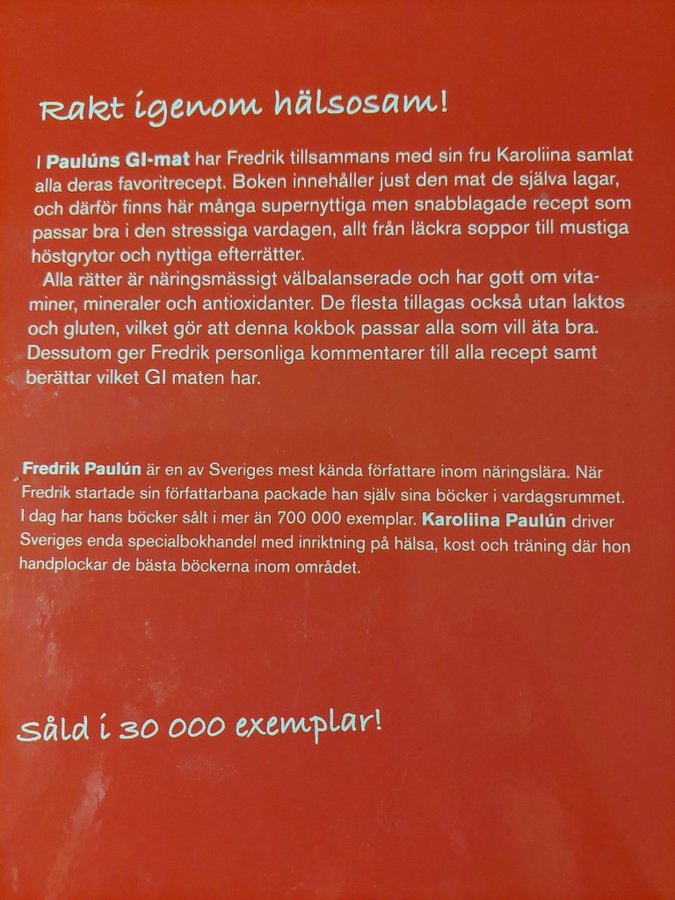 Rakt igenom hälsosam!
I Paulúns GI-mat har Fredrik tillsammans med sin fru Karoliina samlat
alla deras favoritrecept. Boken innehåller just den mat de själva lagar,
och därför finns här många supernyttiga men snabblagade recept som
passar bra i den stressiga vardagen, allt från läckra soppor till mustiga
höstgrytor och nyttiga efterrätter.
Alla rätter är näringsmässigt välbalanserade och har gott om vita-
miner, mineraler och antioxidanter. De flesta tillagas också utan laktos
och gluten, vilket gör att denna kokbok passar alla som vill äta bra.
Dessutom ger Fredrik personliga kommentarer till alla recept samt
berättar vilket GI maten har.
Fredrik Paulún är en av Sveriges mest kända författare inom näringslära. När
Fredrik startade sin författarbana packade han själv sina böcker i vardagsrummet.
I dag har hans böcker sålt i mer än 700 000 exemplar. Karoliina Paulún driver
Sveriges enda specialbokhandel med inriktning på hälsa, kost och träning där hon
handplockar de bästa böckerna inom området.
Såld i 30 000 exemplar!